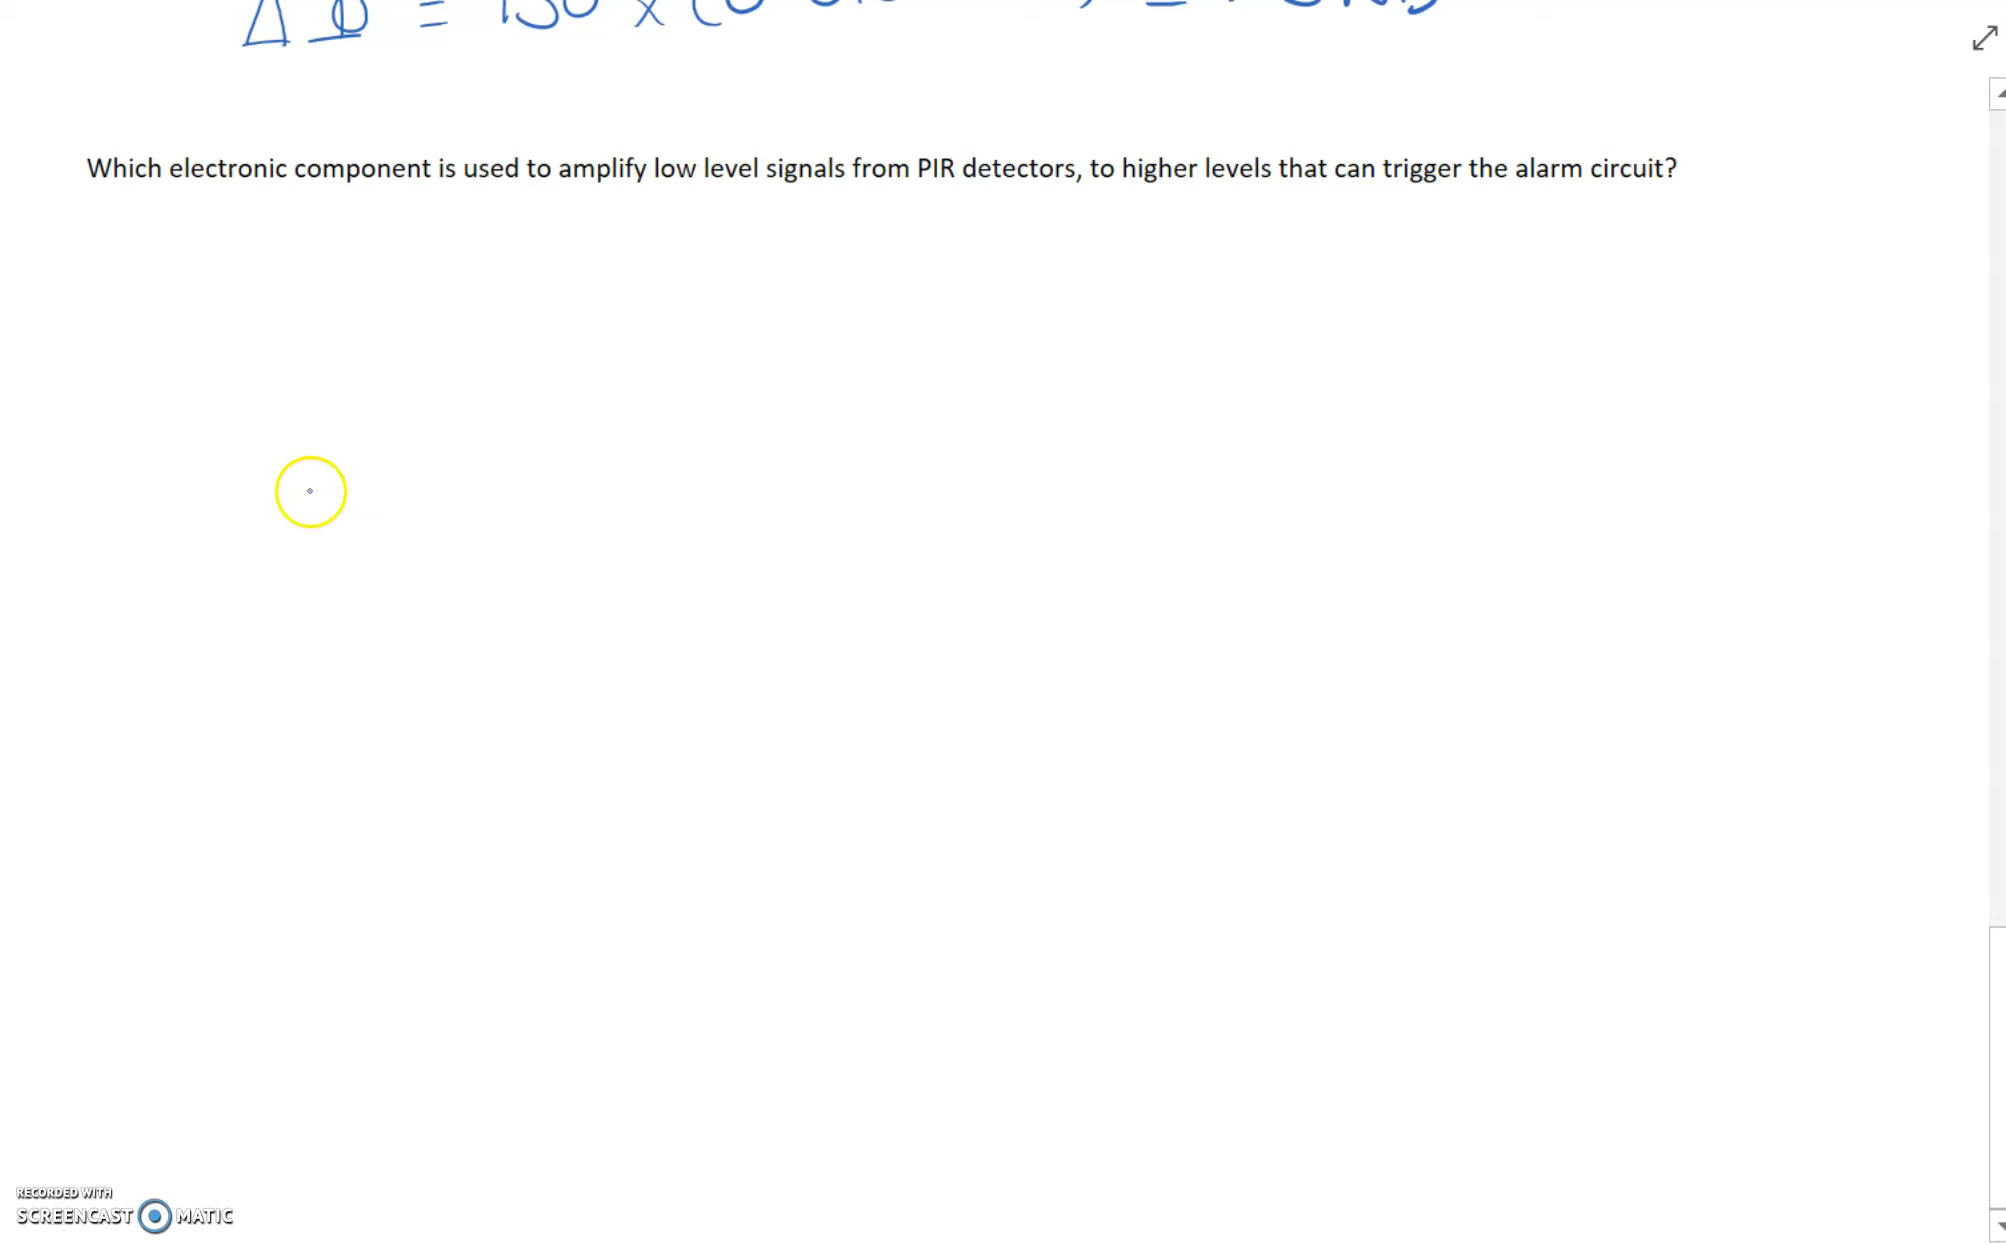 Which electronic component is used to amplify low level signals from PIR detectors, to higher levels that can trigger the alarm circuit?
RECORDED WITH
SCREENCAST MATIC